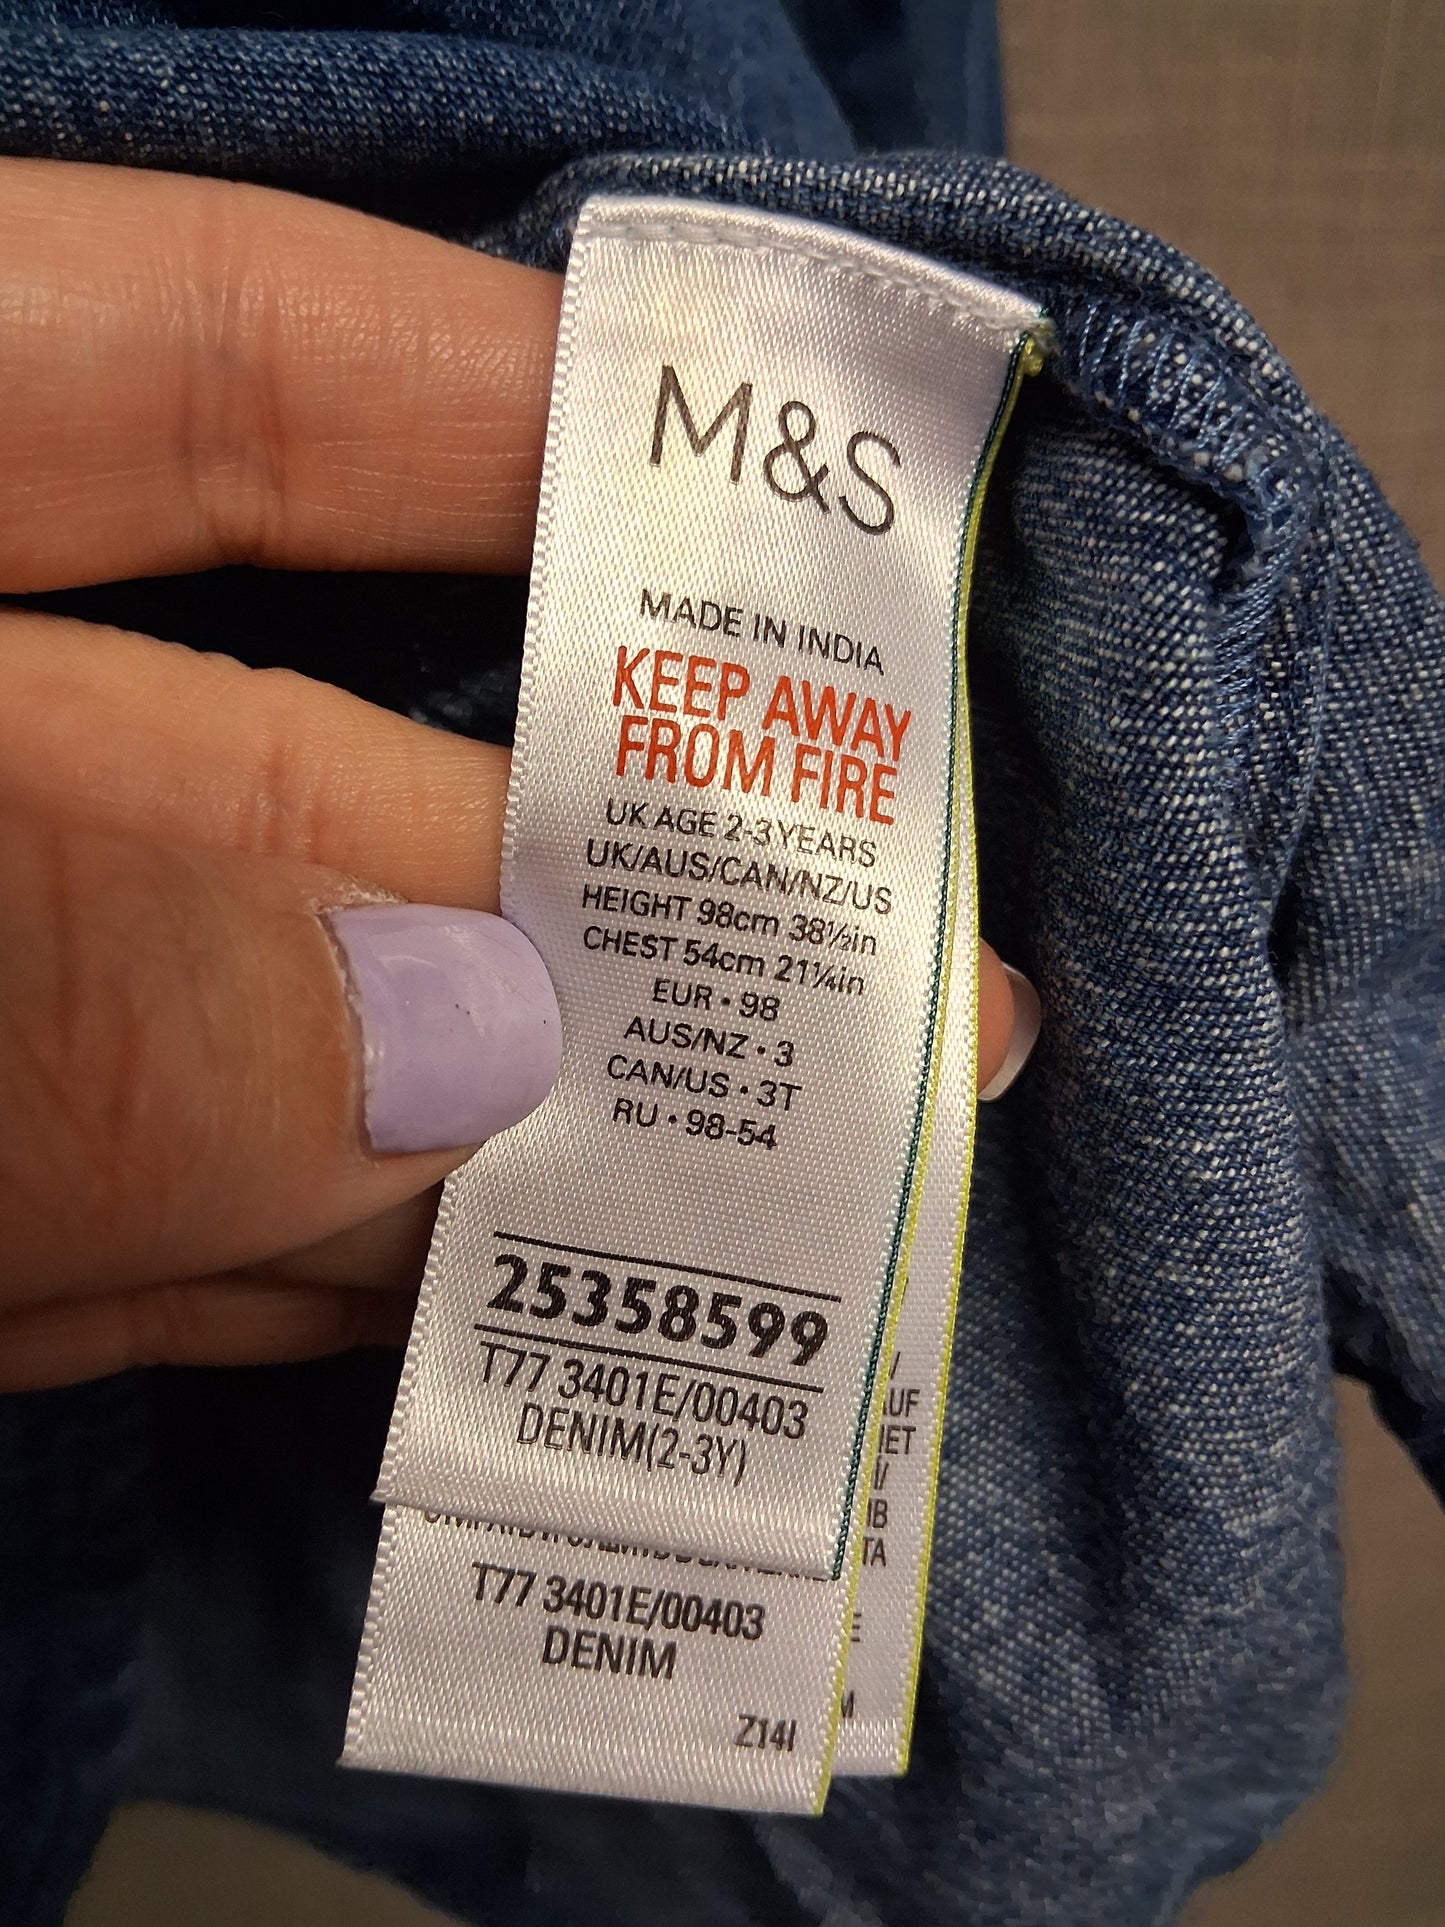 M&S
MADE IN INDIA
KEEP AWAY
FROM FIRE
UK AGE 2-3 YEARS
UK/AUS/CAN/NZ/US
HEIGHT 98cm 38½in
CHEST 54cm 21¼in
EUR • 98
AUS/NZ • 3
CAN/US • 3T
RU • 98-54
25358599
T77 3401E/00403
DENIM(2-3Y)
T77 3401E/00403
DENIM
Z14I